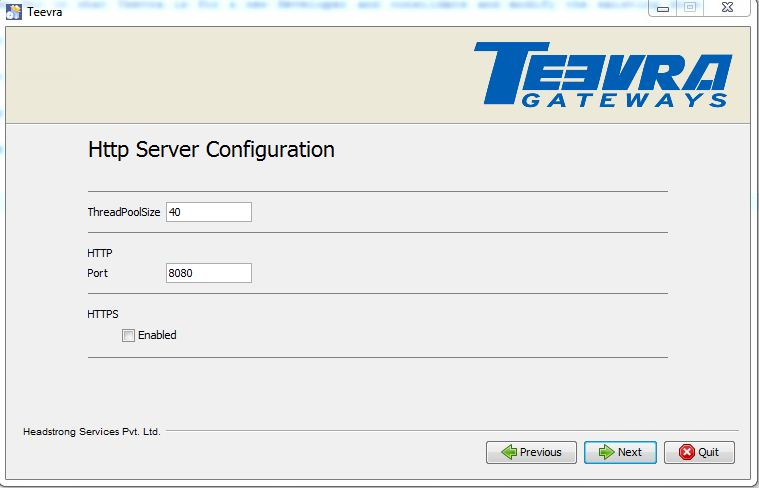 Teevra
TEEVRA
GATEWAYS
Http Server Configuration
ThreadPoolSize 40
HTTP
Port 8080
HTTPS
Enabled
Headstrong Services Pvt. Ltd.
Previous Next Quit